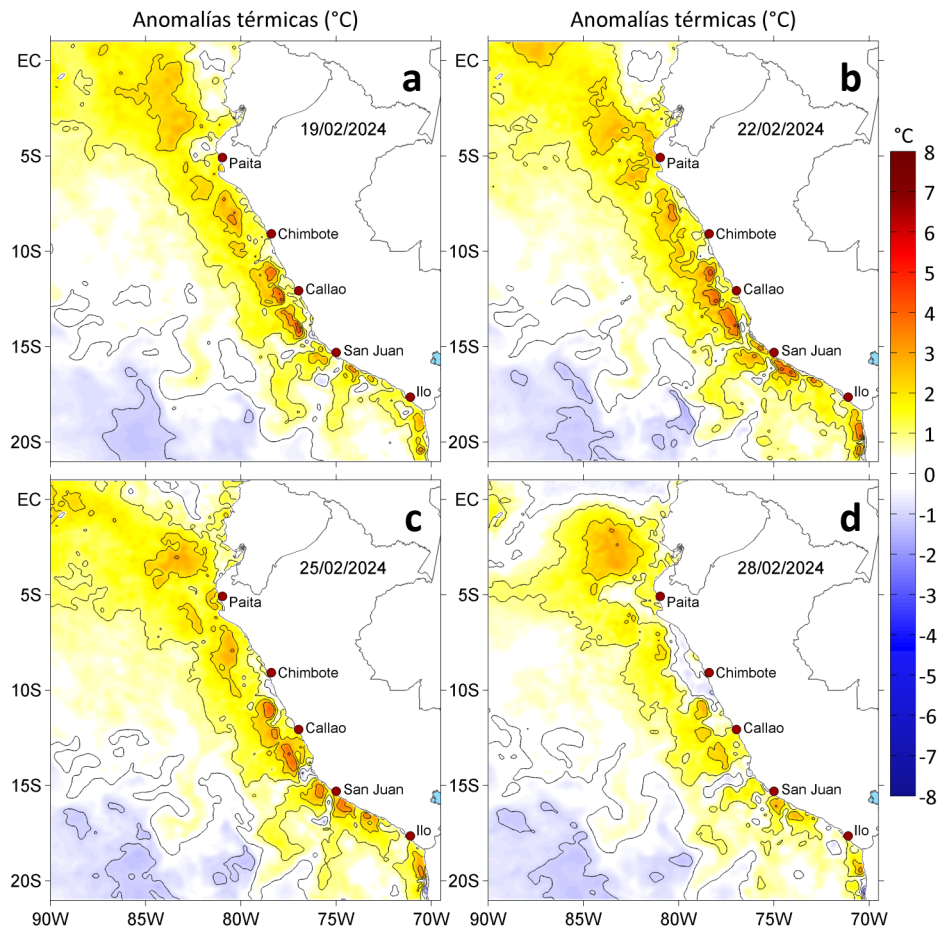 Anomalías térmicas (°C)
Anomalías térmicas (°C)
a
19/02/2024
EC
5S
10S
15S
20S
Paita
Chimbote
Callao
San Juan
Ilo
b
22/02/2024
EC
5S
10S
15S
20S
Paita
Chimbote
Callao
San Juan
Ilo
c
25/02/2024
EC
5S
10S
15S
20S
Paita
Chimbote
Callao
San Juan
Ilo
90W
85W
80W
75W
70W
d
28/02/2024
EC
5S
10S
15S
20S
Paita
Chimbote
Callao
San Juan
Ilo
90W
85W
80W
75W
70W
°C
8
7
6
5
4
3
2
1
0
-1
-2
-3
-4
-5
-6
-7
-8